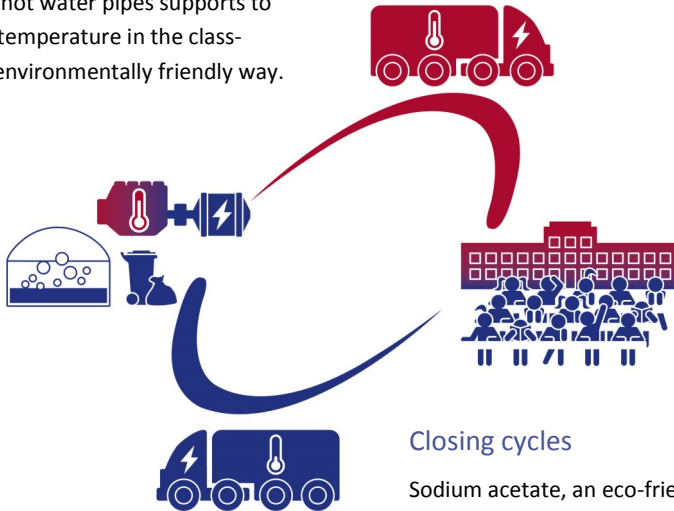 hot water pipes supports to
temperature in the class-
environmentally friendly way.
Closing cycles
Sodium acetate, an eco-frie